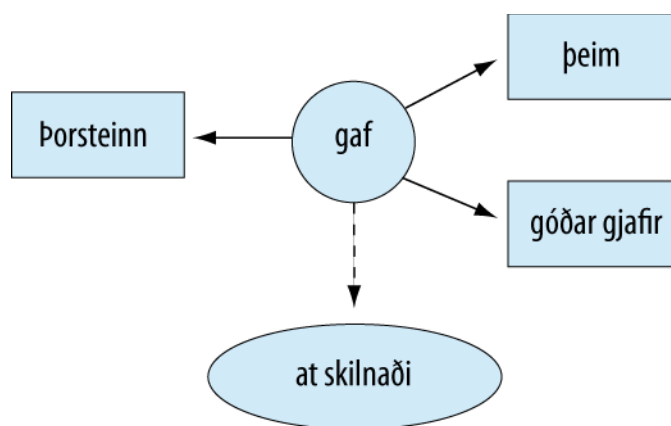 þeim
Þorsteinn
gaf
góðar gjafir
at skilnaði